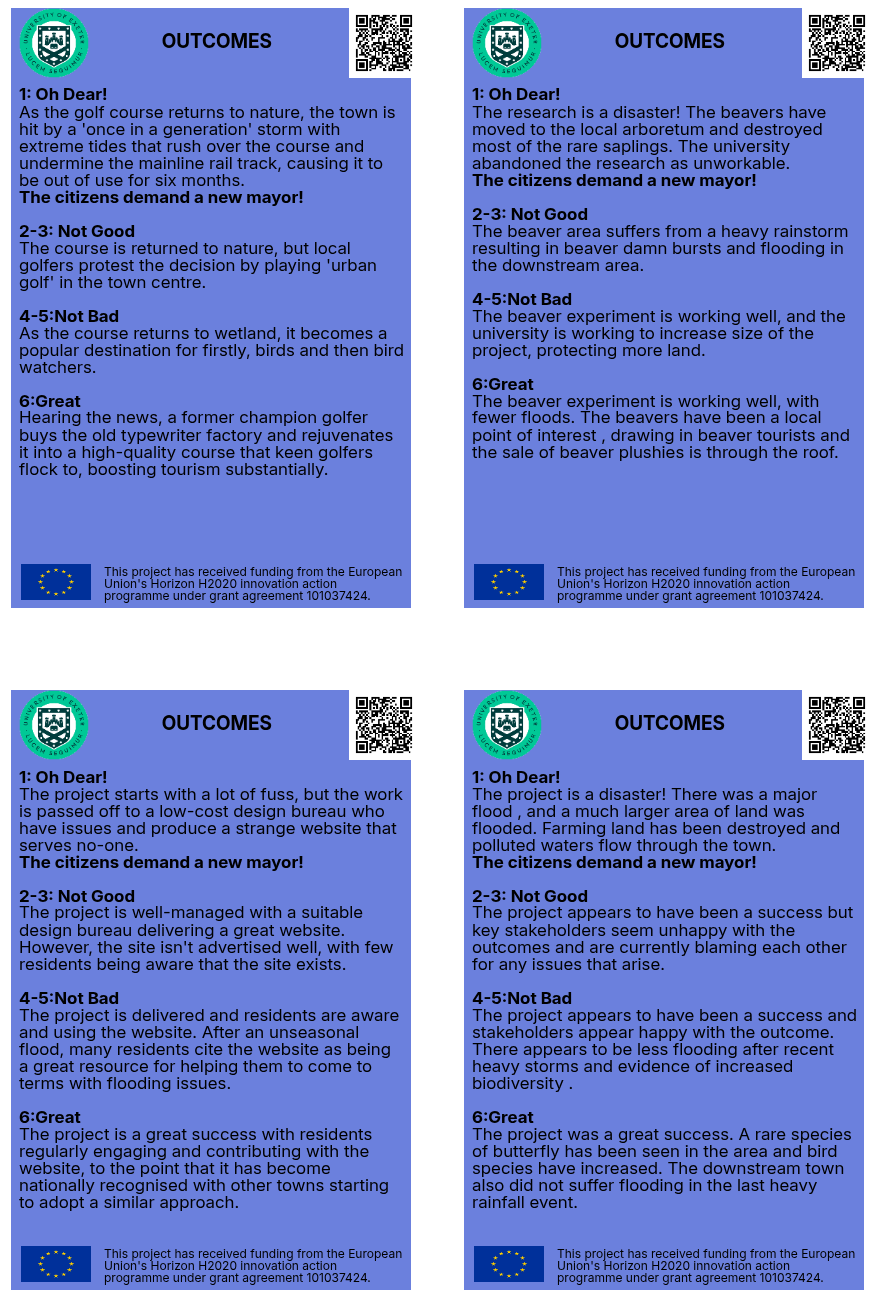 UNIVERSITY OF EXETER
LUCEM SEQUIMUR
OUTCOMES
1: Oh Dear!
As the golf course returns to nature, the town is
hit by a 'once in a generation' storm with
extreme tides that rush over the course and
undermine the mainline rail track, causing it to
be out of use for six months.
The citizens demand a new mayor!
2-3: Not Good
The course is returned to nature, but local
golfers protest the decision by playing 'urban
golf' in the town centre.
4-5:Not Bad
As the course returns to wetland, it becomes a
popular destination for firstly, birds and then bird
watchers.
6:Great
Hearing the news, a former champion golfer
buys the old typewriter factory and rejuvenates
it into a high-quality course that keen golfers
flock to, boosting tourism substantially.
This project has received funding from the European
Union's Horizon H2020 innovation action
programme under grant agreement 101037424.
UNIVERSITY OF EXETER
LUCEM SEQUIMUR
OUTCOMES
1: Oh Dear!
The research is a disaster! The beavers have
moved to the local arboretum and destroyed
most of the rare saplings. The university
abandoned the research as unworkable.
The citizens demand a new mayor!
2-3: Not Good
The beaver area suffers from a heavy rainstorm
resulting in beaver damn bursts and flooding in
the downstream area.
4-5:Not Bad
The beaver experiment is working well, and the
university is working to increase size of the
project, protecting more land.
6:Great
The beaver experiment is working well, with
fewer floods. The beavers have been a local
point of interest , drawing in beaver tourists and
the sale of beaver plushies is through the roof.
This project has received funding from the European
Union's Horizon H2020 innovation action
programme under grant agreement 101037424.
UNIVERSITY OF EXETER
LUCEM SEQUIMUR
OUTCOMES
1: Oh Dear!
The project starts with a lot of fuss, but the work
is passed off to a low-cost design bureau who
have issues and produce a strange website that
serves no-one.
The citizens demand a new mayor!
2-3: Not Good
The project is well-managed with a suitable
design bureau delivering a great website.
However, the site isn't advertised well, with few
residents being aware that the site exists.
4-5:Not Bad
The project is delivered and residents are aware
and using the website. After an unseasonal
flood, many residents cite the website as being
a great resource for helping them to come to
terms with flooding issues.
6:Great
The project is a great success with residents
regularly engaging and contributing with the
website, to the point that it has become
nationally recognised with other towns starting
to adopt a similar approach.
This project has received funding from the European
Union's Horizon H2020 innovation action
programme under grant agreement 101037424.
UNIVERSITY OF EXETER
LUCEM SEQUIMUR
OUTCOMES
1: Oh Dear!
The project is a disaster! There was a major
flood , and a much larger area of land was
flooded. Farming land has been destroyed and
polluted waters flow through the town.
The citizens demand a new mayor!
2-3: Not Good
The project appears to have been a success but
key stakeholders seem unhappy with the
outcomes and are currently blaming each other
for any issues that arise.
4-5:Not Bad
The project appears to have been a success and
stakeholders appear happy with the outcome.
There appears to be less flooding after recent
heavy storms and evidence of increased
biodiversity .
6:Great
The project was a great success. A rare species
of butterfly has been seen in the area and bird
species have increased. The downstream town
also did not suffer flooding in the last heavy
rainfall event.
This project has received funding from the European
Union's Horizon H2020 innovation action
programme under grant agreement 101037424.